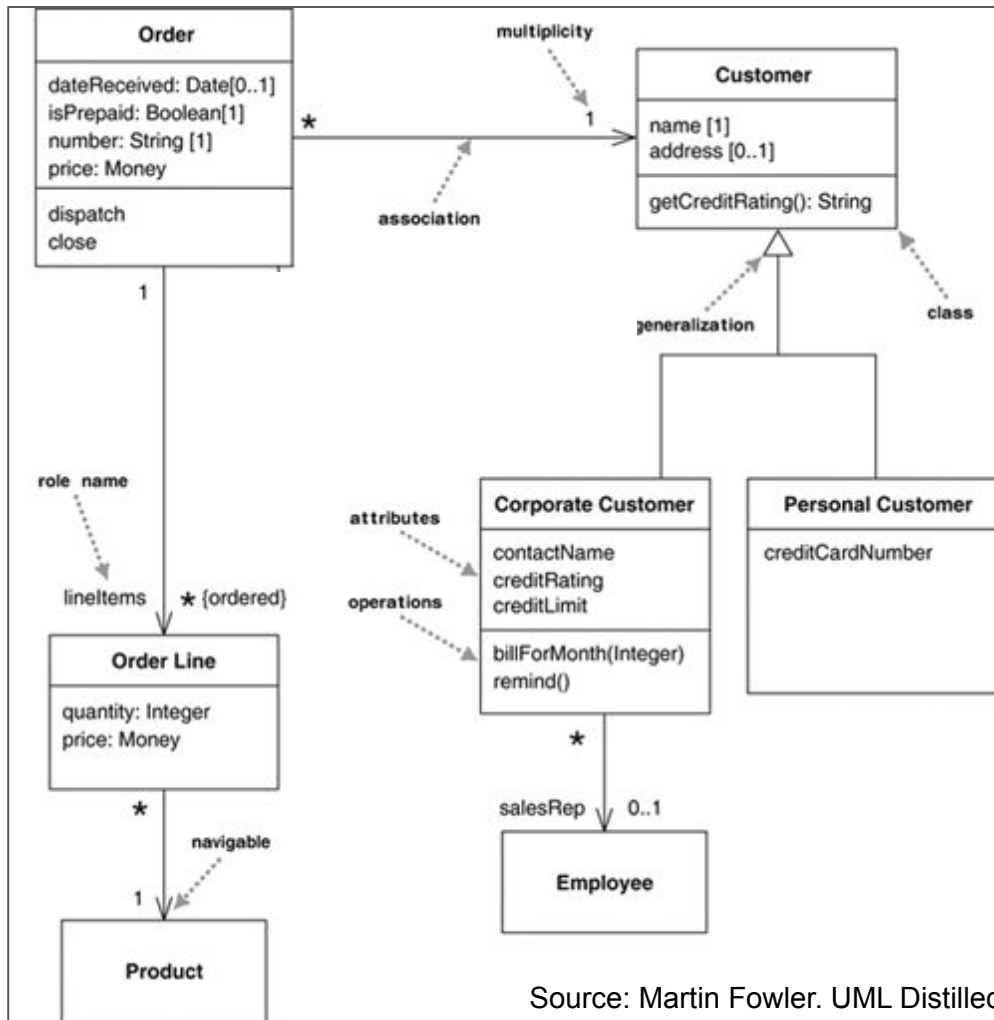 Order
dateReceived: Date[0..1]
isPrepaid: Boolean[1]
number: String [1]
price: Money
dispatch
close
multiplicity
*
1
association
Customer
name [1]
address [0..1]
getCreditRating(): String
generalization
class
1
role name
lineItems
* {ordered}
Order Line
quantity: Integer
price: Money
*
navigable
1
Product
attributes
operations
Corporate Customer
contactName
creditRating
creditLimit
billForMonth(Integer)
remind()
Personal Customer
creditCardNumber
*
salesRep
0..1
Employee
Source: Martin Fowler. UML Distilled